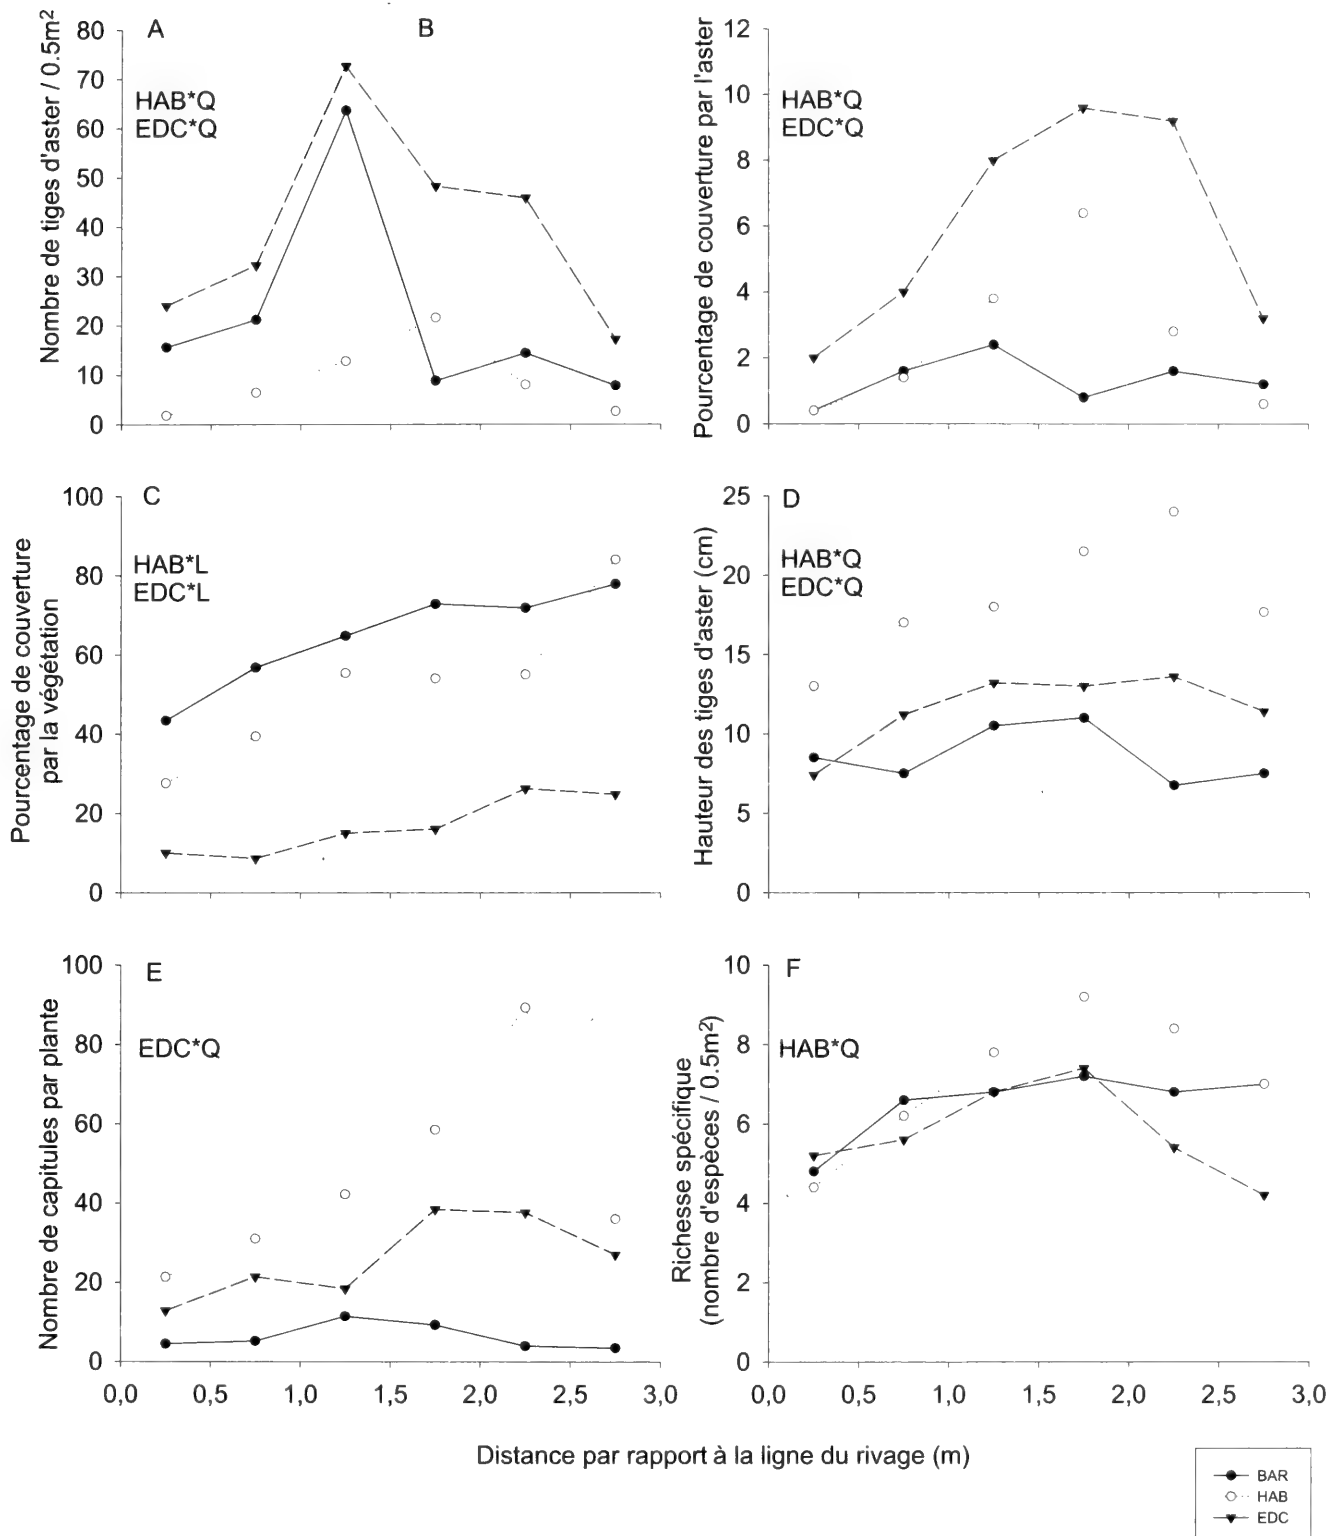 A
B
HAB*Q
EDC*Q
Nombre de tiges d'aster / 0.5m²
80
70
60
50
40
30
20
10
0
HAB*Q
EDC*Q
Pourcentage de couverture par l'aster
12
10
8
6
4
2
0
C
HAB*L
EDC*L
Pourcentage de couverture
par la végétation
100
80
60
40
20
0
D
HAB*Q
EDC*Q
Hauteur des tiges d'aster (cm)
25
20
15
10
5
0
E
EDC*Q
Nombre de capitules par plante
100
80
60
40
20
0
0,0 0,5 1,0 1,5 2,0 2,5 3,0
F
HAB*Q
Richesse spécifique
(nombre d'espèces / 0.5m²)
10
8
6
4
2
0
0,0 0,5 1,0 1,5 2,0 2,5 3,0
Distance par rapport à la ligne du rivage (m)
BAR
HAB
EDC